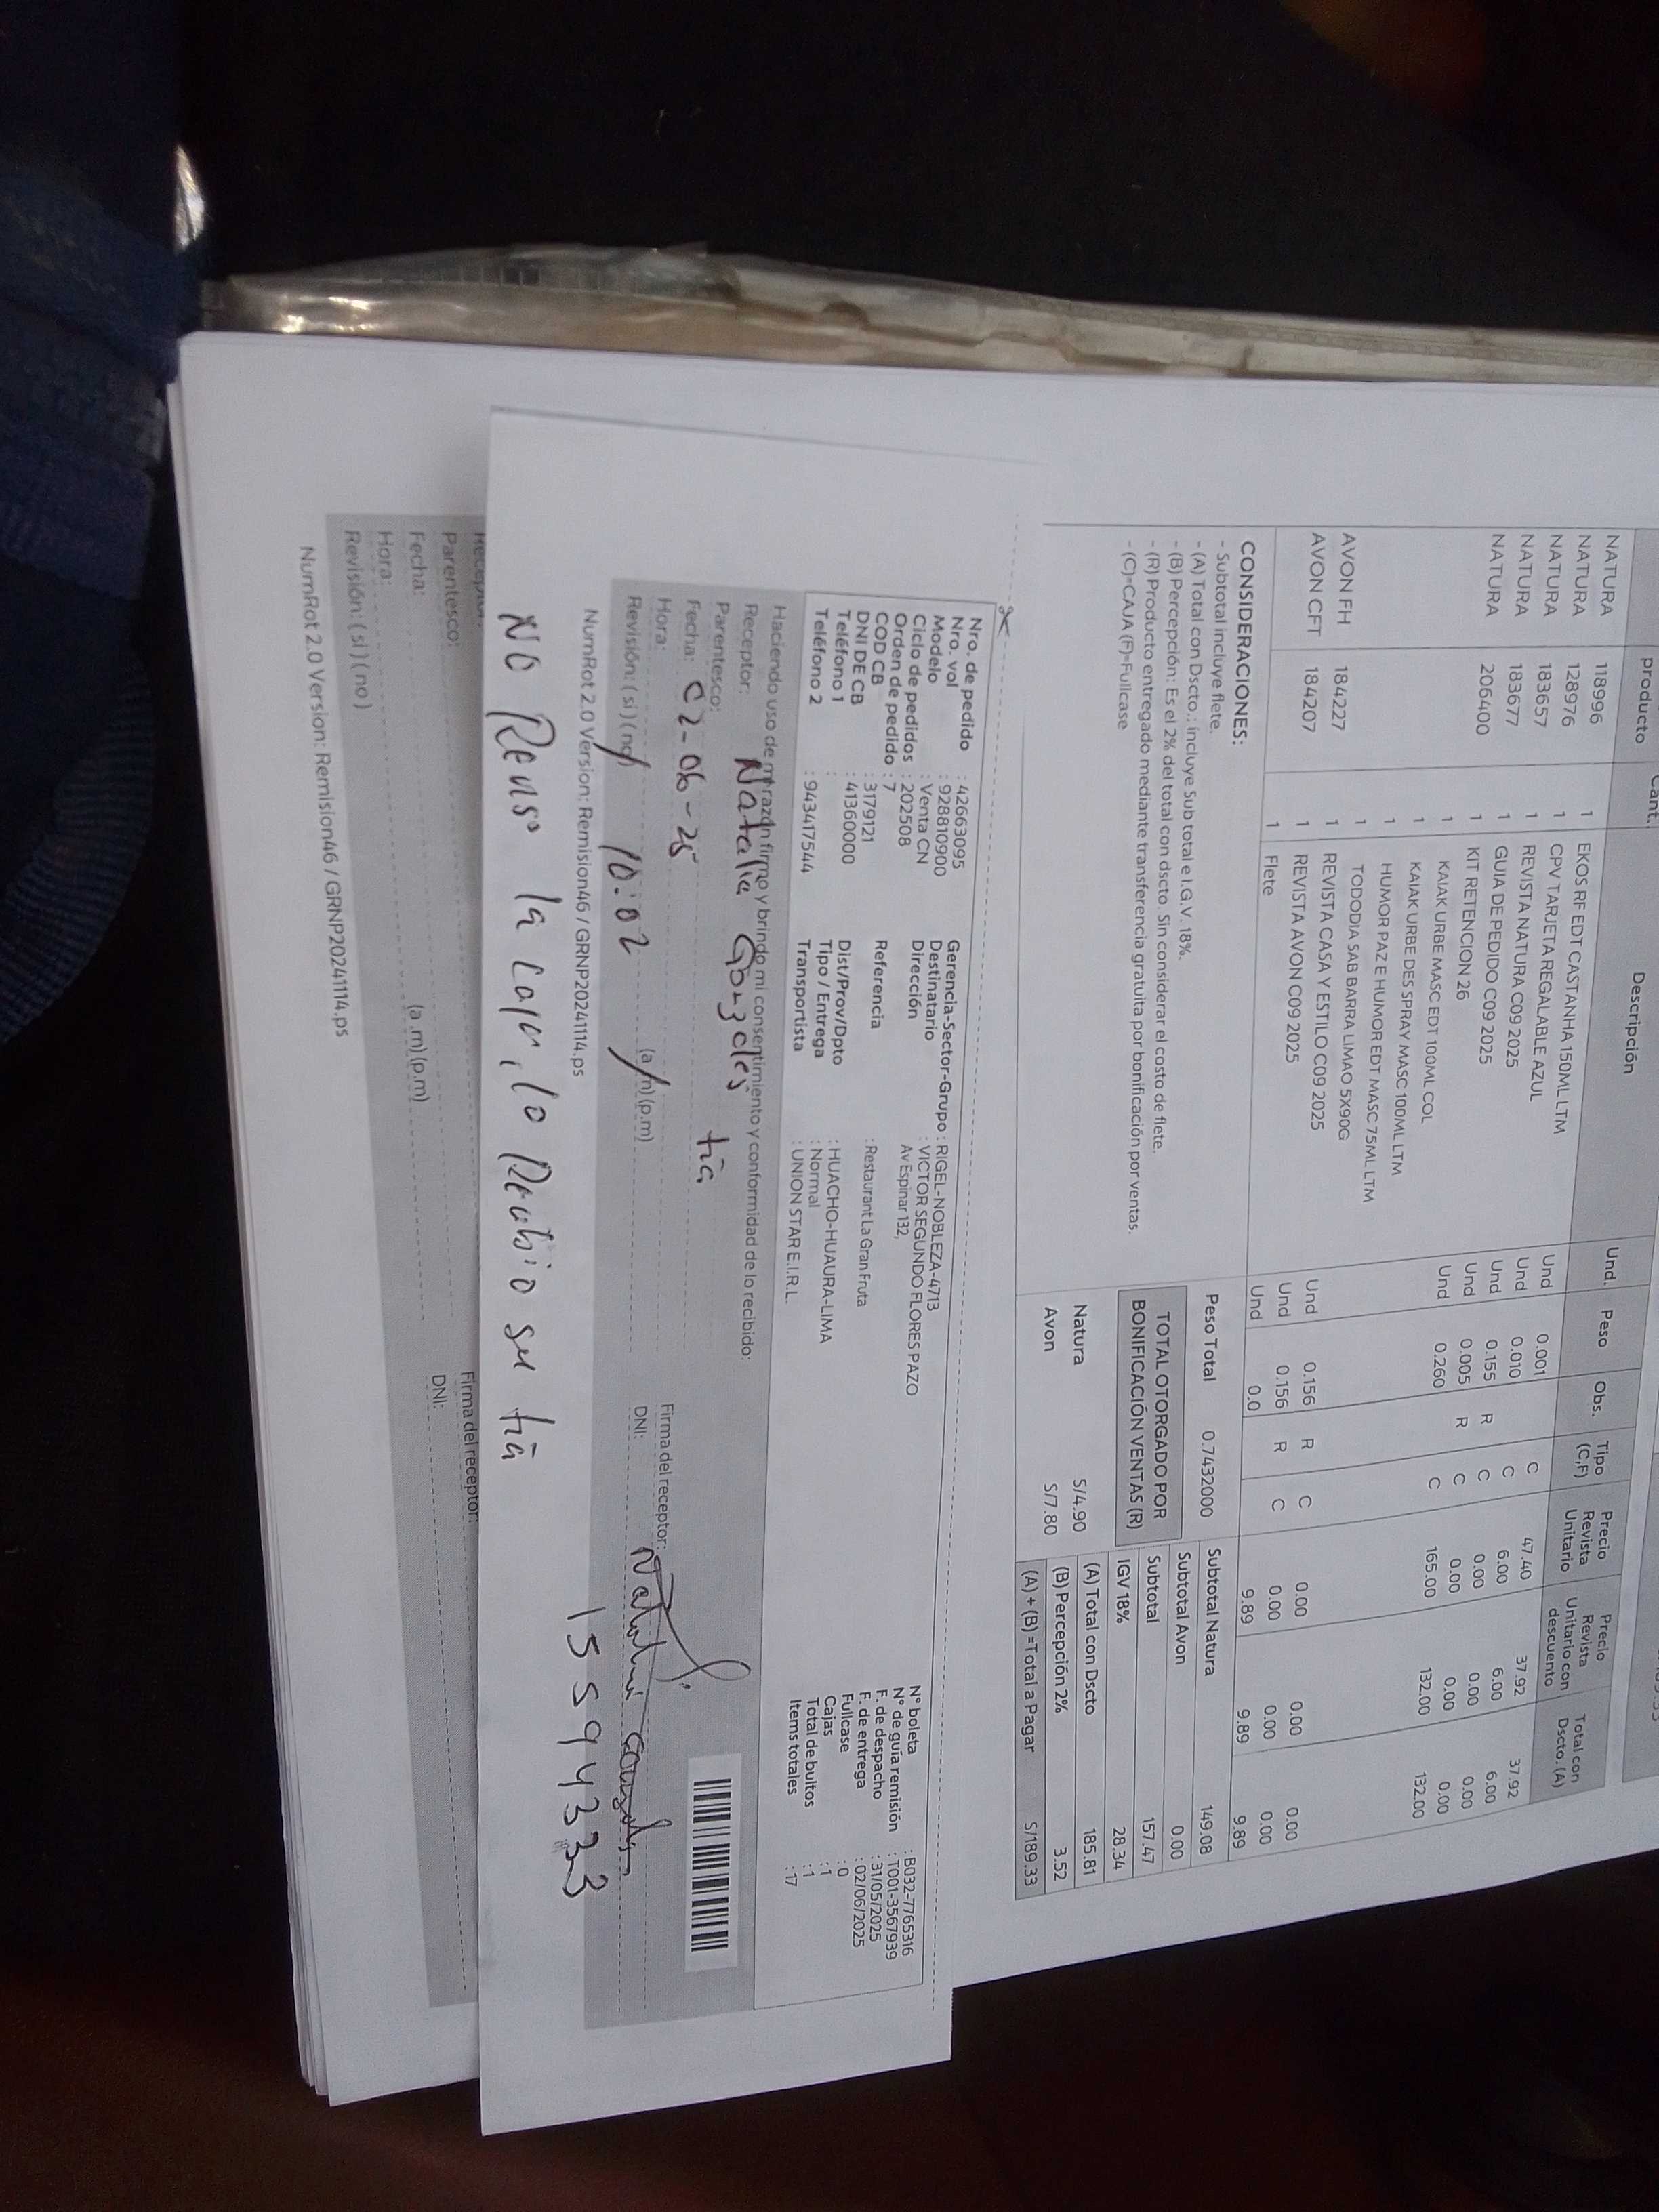 producto Cant. Descripción Und. Peso Obs. Tipo (C,F) Precio Revista Unitario Precio Revista Unitario con descuento Total con Dscto. (A)
NATURA 118996 1 EKOS RF EDT CASTANHA 150ML LTM
NATURA 128976 1 CPV TARJETA REGALABLE AZUL Und 0.001 C 47.40 37.92 37.92
NATURA 183657 1 REVISTA NATURA C09 2025 Und 0.010 C 6.00 6.00 6.00
NATURA 183677 1 GUIA DE PEDIDO C09 2025 Und 0.155 R C 0.00 0.00 0.00
NATURA 206400 1 KIT RETENCION 26 Und 0.005 R C 0.00 0.00 0.00
1 KAIAK URBE MASC EDT 100ML COL Und 0.260 C 165.00 132.00 132.00
1 KAIAK URBE DES SPRAY MASC 100ML LTM
1 HUMOR PAZ E HUMOR EDT MASC 75ML LTM
1 TODODIA SAB BARRA LIMAO 5X90G
AVON FH 184227 1 REVISTA CASA Y ESTILO C09 2025 Und 0.156 R C 0.00 0.00 0.00
AVON CFT 184207 1 REVISTA AVON C09 2025 Und 0.156 R C 0.00 0.00 0.00
1 Flete Und 0.0 9.89 9.89 9.89
CONSIDERACIONES:
- Subtotal incluye flete.
- (A) Total con Dscto.: incluye Sub total e I.G.V. 18%.
- (B) Percepción: Es el 2% del total con dscto. Sin considerar el costo de flete.
- (R) Producto entregado mediante transferencia gratuita por bonificación por ventas.
- (C)=CAJA (F)=Fullcase
Peso Total 0.7432000
TOTAL OTORGADO POR
BONIFICACIÓN VENTAS (R)
Natura S/4.90
Avon S/7.80
Subtotal Natura 149.08
Subtotal Avon 0.00
Subtotal 157.47
IGV 18% 28.34
(A) Total con Dscto 185.81
(B) Percepción 2% 3.52
(A) + (B) =Total a Pagar S/189.33
Nro. de pedido : 42663095
Nro. vol : 928810900
Modelo : Venta CN
Ciclo de pedidos : 202508
Orden de pedido : 7
COD CB : 3179121
DNI DE CB
Teléfono 1 : 4136000
Teléfono 2 : 943417544
Gerencia-Sector-Grupo : RIGEL-NOBLEZA-4713
Destinatario : VICTOR SEGUNDO FLORES PAZO
Dirección Av Espinar 132,
Referencia : Restaurant La Gran Fruta
Dist/Prov/Dpto : HUACHO-HUAURA-LIMA
Tipo / Entrega : Normal
Transportista : UNION STAR E.I.R.L.
N° boleta : B032-7765316
N° de guía remisión : T001-3567939
F. de despacho : 31/05/2025
F. de entrega : 02/06/2025
Fullcase : 0
Cajas : 1
Total de bultos : 1
Items totales : 17
Haciendo uso de mi razón firmo y brindo mi consentimiento y conformidad de lo recibido:
Receptor: Natalia Gonzales
Parentesco: tia
Fecha: 02-06-25
Hora: 10:02 (a.m) (p.m)
Revisión: ( si ) ( no )
Firma del receptor: Natalia Gonzales
DNI: 15594333
NumRot 2.0 Version: Remision46 / GRNP20241114.ps
No Reviso la caja, lo Recibio su tia
Receptor:
Parentesco:
Fecha:
Hora: (a.m) (p.m)
Revisión: ( si ) ( no )
Firma del receptor:
DNI:
NumRot 2.0 Version: Remision46 / GRNP20241114.ps